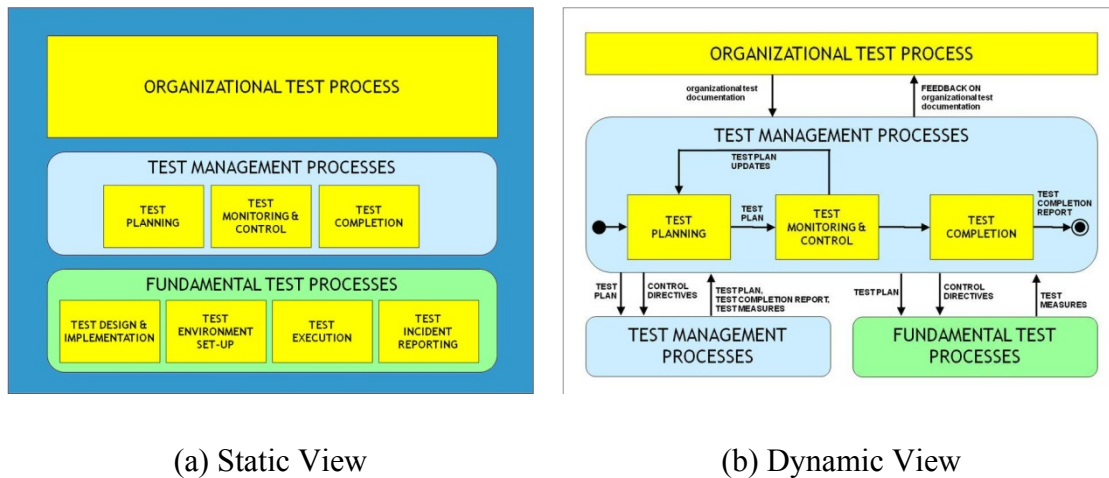 ORGANIZATIONAL TEST PROCESS
TEST MANAGEMENT PROCESSES
TEST
PLANNING
TEST
MONITORING &
CONTROL
TEST
COMPLETION
FUNDAMENTAL TEST PROCESSES
TEST DESIGN &
IMPLEMENTATION
TEST
ENVIRONMENT
SET-UP
TEST
EXECUTION
TEST
INCIDENT
REPORTING
(a) Static View
ORGANIZATIONAL TEST PROCESS
organizational test
documentation
FEEDBACK ON
organizational test
documentation
TEST MANAGEMENT PROCESSES
TEST PLAN
UPDATES
TEST
PLANNING
TEST
PLAN
TEST
MONITORING &
CONTROL
TEST
COMPLETION
TEST
COMPLETION
REPORT
TEST
PLAN
CONTROL
DIRECTIVES
TEST PLAN,
TEST COMPLETION REPORT,
TEST MEASURES
TEST PLAN
CONTROL
DIRECTIVES
TEST
MEASURES
TEST MANAGEMENT
PROCESSES
FUNDAMENTAL TEST
PROCESSES
(b) Dynamic View